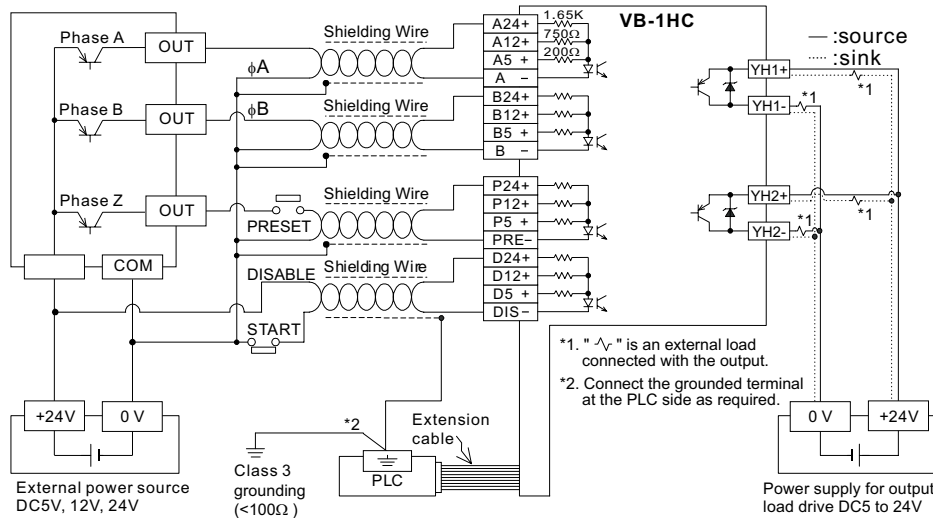 Phase A
OUT
Phase B
OUT
Phase Z
OUT
COM
+24V
0 V
External power source
DC5V, 12V, 24V
Shielding Wire
ϕA
ϕB
Shielding Wire
PRESET
DISABLE
Shielding Wire
START
A24+
A12+
A5 +
A −
B24+
B12+
B5 +
B −
P24+
P12+
P5 +
PRE−
D24+
D12+
D5 +
DIS−
1.65K
750Ω
200Ω
VB-1HC
YH1+
*1
YH1-
*1
YH2+
*1
YH2-
*1
— :source
····· :sink
*1. " " is an external load
connected with the output.
*2. Connect the grounded terminal
at the PLC side as required.
*2
Class 3
grounding
(<100Ω )
PLC
Extension
cable
0 V
+24V
Power supply for output
load drive DC5 to 24V